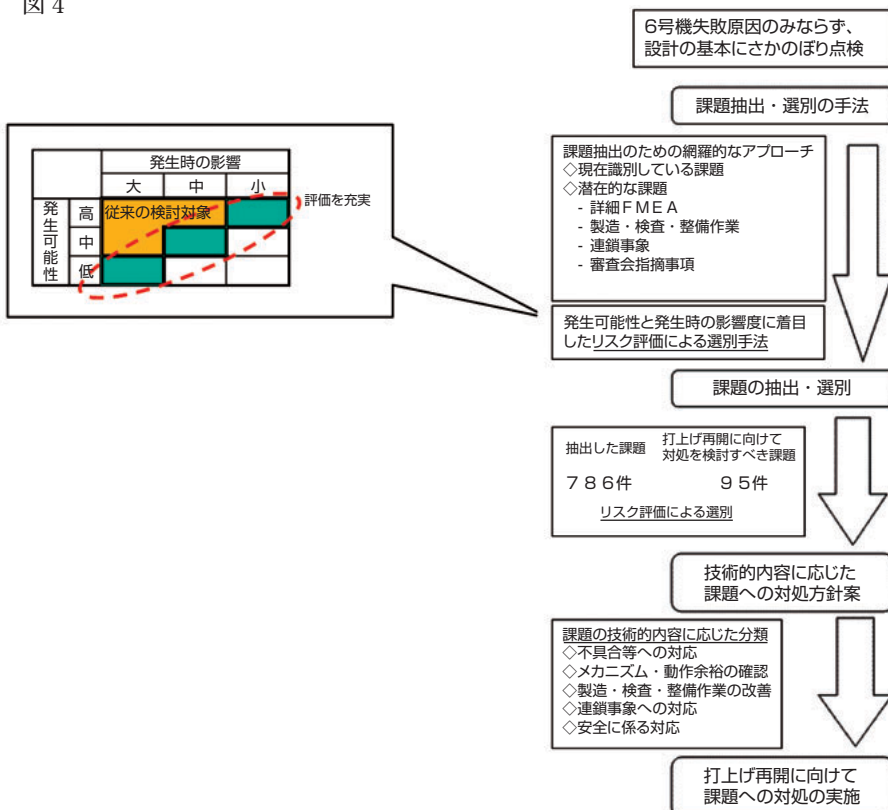 図4
6号機失敗原因のみならず、
設計の基本にさかのぼり点検
課題抽出・選別の手法
発生時の影響
大 中 小
発生可能性
高 従来の検討対象
中
低
評価を充実
課題抽出のための網羅的なアプローチ
◇現在識別している課題
◇潜在的な課題
- 詳細ＦＭＥＡ
- 製造・検査・整備作業
- 連鎖事象
- 審査会指摘事項
発生可能性と発生時の影響度に着目
したリスク評価による選別手法
課題の抽出・選別
抽出した課題
打上げ再開に向けて
対処を検討すべき課題
７８６件 ９５件
リスク評価による選別
技術的内容に応じた
課題への対処方針案
課題の技術的内容に応じた分類
◇不具合等への対応
◇メカニズム・動作余裕の確認
◇製造・検査・整備作業の改善
◇連鎖事象への対応
◇安全に係る対応
打上げ再開に向けて
課題への対処の実施